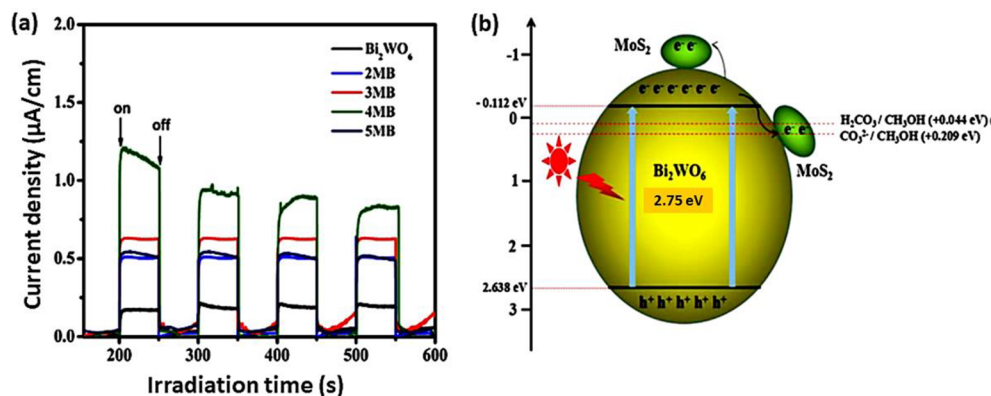 (a)
Current density (μA/cm)
2.0
1.5
1.0
0.5
0.0
on
off
Bi₂WO₆
2MB
3MB
4MB
5MB
200 300 400 500 600
Irradiation time (s)
(b)
-1
- 0.112 eV
0
1
2
2.638 eV
3
MoS₂
e⁻ e⁻
e⁻ e⁻ e⁻ e⁻ e⁻ e⁻
H₂CO₃/ CH₃OH (+0.044 eV)(
CO₃²⁻/ CH₃OH (+0.209 eV)
e⁻ e⁻
MoS₂
Bi₂WO₆
2.75 eV
h⁺ h⁺ h⁺ h⁺ h⁺